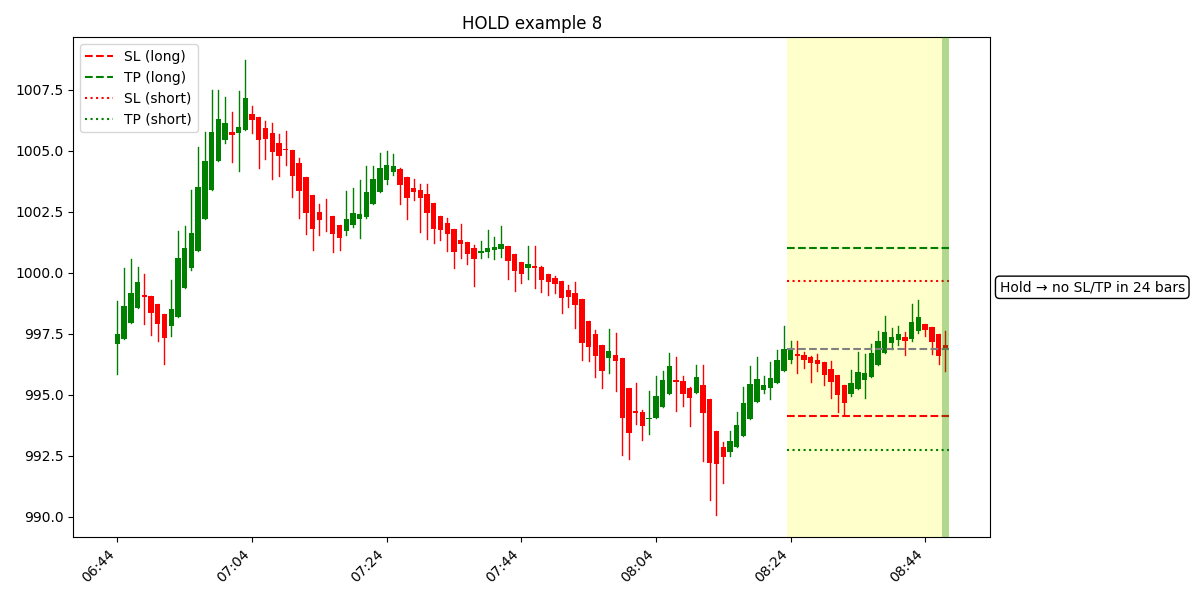 HOLD example 8
SL (long)
TP (long)
SL (short)
TP (short)
1007.5
1005.0
1002.5
1000.0
997.5
995.0
992.5
990.0
Hold → no SL/TP in 24 bars
06:44
07:04
07:24
07:44
08:04
08:24
08:44